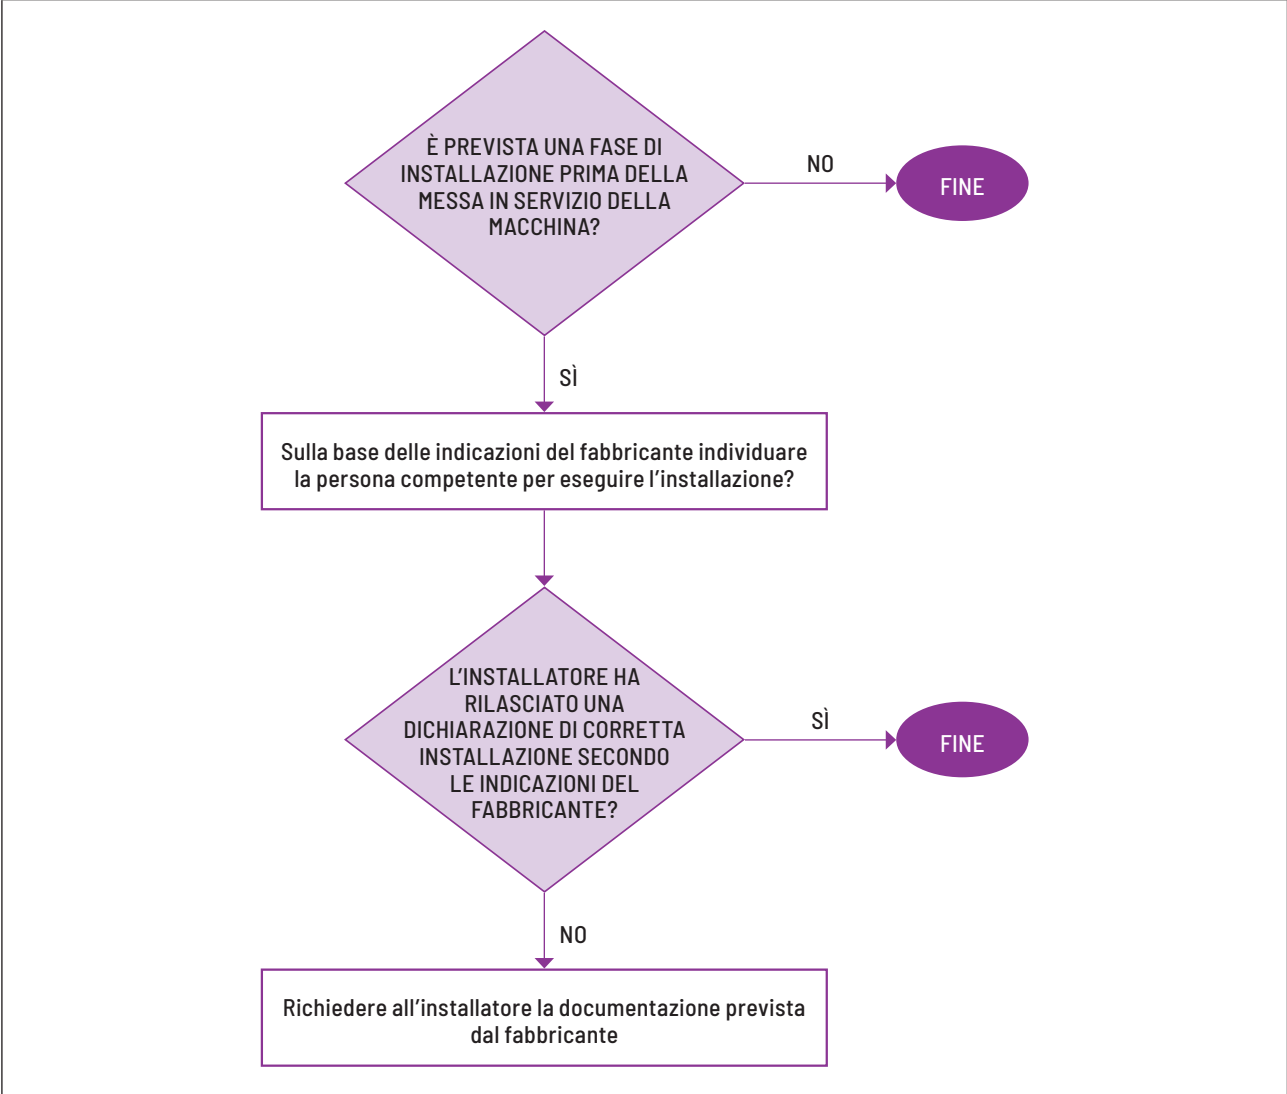 È PREVISTA UNA FASE DI
INSTALLAZIONE PRIMA DELLA
MESSA IN SERVIZIO DELLA
MACCHINA?
NO
FINE
SÌ
Sulla base delle indicazioni del fabbricante individuare
la persona competente per eseguire l’installazione?
L’INSTALLATORE HA
RILASCIATO UNA
DICHIARAZIONE DI CORRETTA
INSTALLAZIONE SECONDO
LE INDICAZIONI DEL
FABBRICANTE?
SÌ
FINE
NO
Richiedere all’installatore la documentazione prevista
dal fabbricante